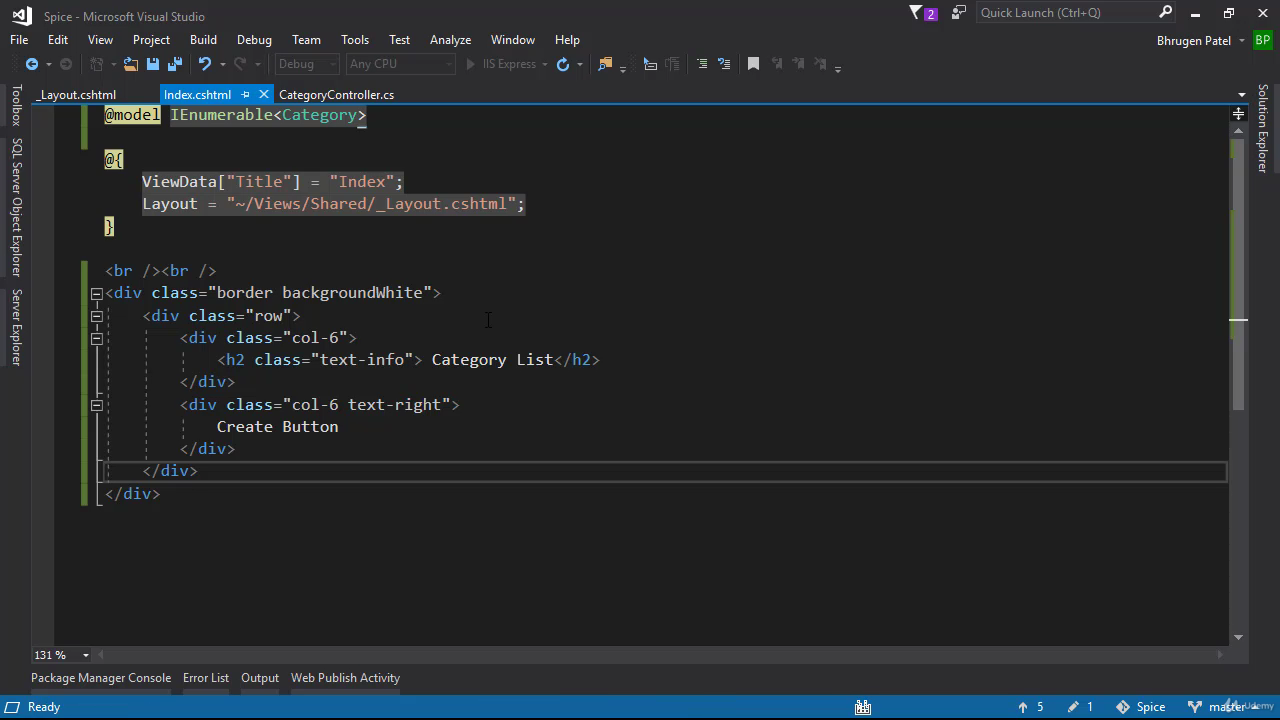 Spice - Microsoft Visual Studio
2
Quick Launch (Ctrl+Q)
File Edit View Project Build Debug Team Tools Test Analyze Window Help
Bhrugen Patel BP
Debug Any CPU IIS Express
_Layout.cshtml Index.cshtml CategoryController.cs
Toolbox
SQL Server Object Explorer
Server Explorer
Solution Explorer
@model IEnumerable<Category>
@{
ViewData["Title"] = "Index";
Layout = "~/Views/Shared/_Layout.cshtml";
}
<br /><br />
<div class="border backgroundWhite">
<div class="row">
<div class="col-6">
<h2 class="text-info"> Category List</h2>
</div>
<div class="col-6 text-right">
Create Button
</div>
</div>
</div>
131 %
Package Manager Console Error List Output Web Publish Activity
Ready
5 1 Spice master
Udemy